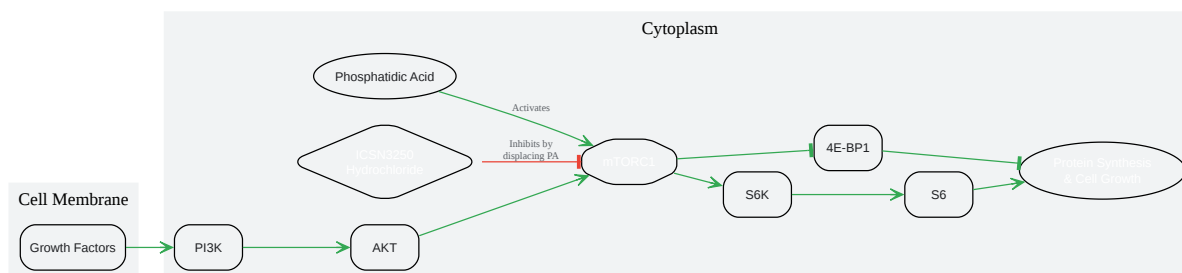 Cytoplasm
Phosphatidic Acid
Activates
Inhibits by
displacing PA
ICSN3250
Hydrochloride
mTORC1
4E-BP1
Protein Synthesis
& Cell Growth
S6K
S6
Cell Membrane
Growth Factors
PI3K
AKT